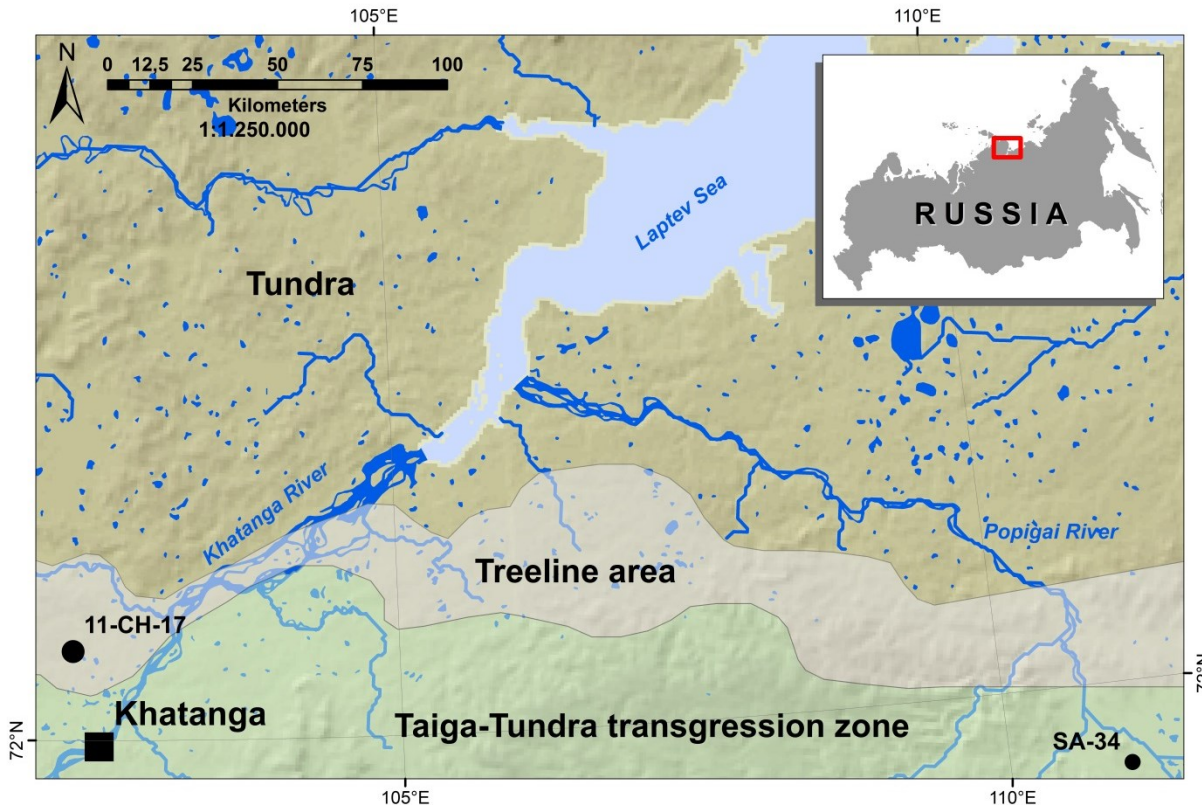 105°E
110°E
N
0 12,5 25 50 75 100
Kilometers
1:1.250.000
RUSSIA
Laptev Sea
Tundra
Khatanga River
Popigai River
Treeline area
11-CH-17
Khatanga
Taiga-Tundra transgression zone
SA-34
72°N
72°N
105°E
110°E